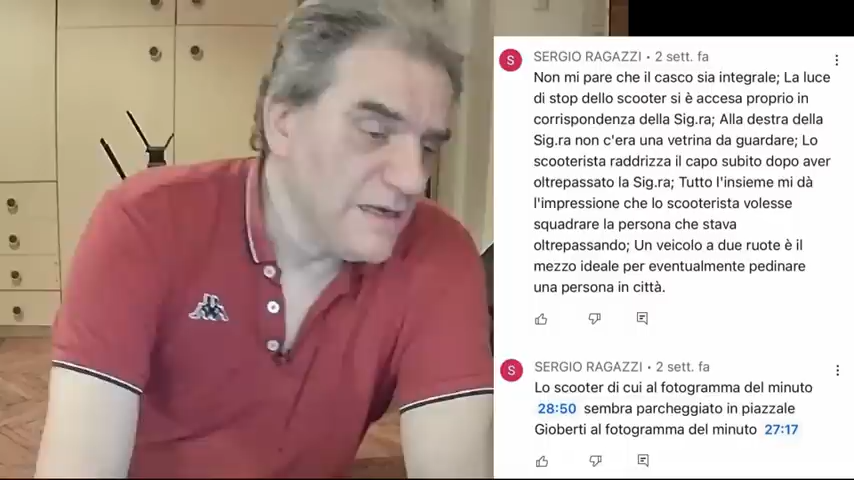 S SERGIO RAGAZZI • 2 sett. fa
Non mi pare che il casco sia integrale; La luce
di stop dello scooter si è accesa proprio in
corrispondenza della Sig.ra; Alla destra della
Sig.ra non c'era una vetrina da guardare; Lo
scooterista raddrizza il capo subito dopo aver
oltrepassato la Sig.ra; Tutto l'insieme mi dà
l'impressione che lo scooterista volesse
squadrare la persona che stava
oltrepassando; Un veicolo a due ruote è il
mezzo ideale per eventualmente pedinare
una persona in città.
S SERGIO RAGAZZI • 2 sett. fa
Lo scooter di cui al fotogramma del minuto
28:50 sembra parcheggiato in piazzale
Gioberti al fotogramma del minuto 27:17